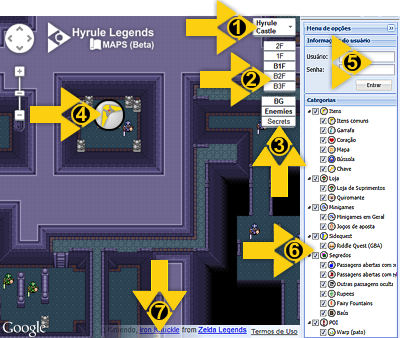 Hyrule Legends
MAPS (Beta)
1
Hyrule
Castle
2F
1F
B1F
B2F
B3F
2
BG
Enemies
Secrets
3
4
Menu de opções
Informações do usuário
Usuário:
5
Senha:
Entrar
Categorias
Itens
Itens comuns
Garrafa
Coração
Mapa
Bússola
Chave
Loja
Loja de Suprimentos
Quiromante
Minigames
Minigames em Geral
Jogos de aposta
Sidequest
Riddle Quest (GBA)
6
Segredos
Passagens abertas com
Passagens abertas com
Outras passagens ocult
Rupees
Fairy Fountains
Baús
POI
Warp (pato)
7
Google
Nintendo, Iron Knuckle from Zelda Legends
Termos de Uso